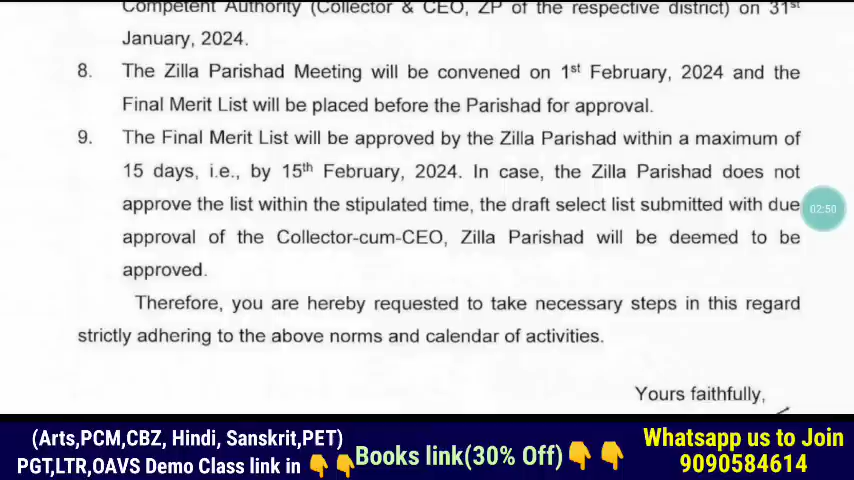 Competent Authority (Collector & CEO, ZP of the respective district) on 31st
January, 2024.
8. The Zilla Parishad Meeting will be convened on 1st February, 2024 and the
Final Merit List will be placed before the Parishad for approval.
9. The Final Merit List will be approved by the Zilla Parishad within a maximum of
15 days, i.e., by 15th February, 2024. In case, the Zilla Parishad does not
approve the list within the stipulated time, the draft select list submitted with due
02:50
approval of the Collector-cum-CEO, Zilla Parishad will be deemed to be
approved.
Therefore, you are hereby requested to take necessary steps in this regard
strictly adhering to the above norms and calendar of activities.
Yours faithfully,
(Arts,PCM,CBZ, Hindi, Sanskrit,PET)
PGT,LTR,OAVS Demo Class link in 👇👇
Books link(30% Off)👇👇
Whatsapp us to Join
9090584614